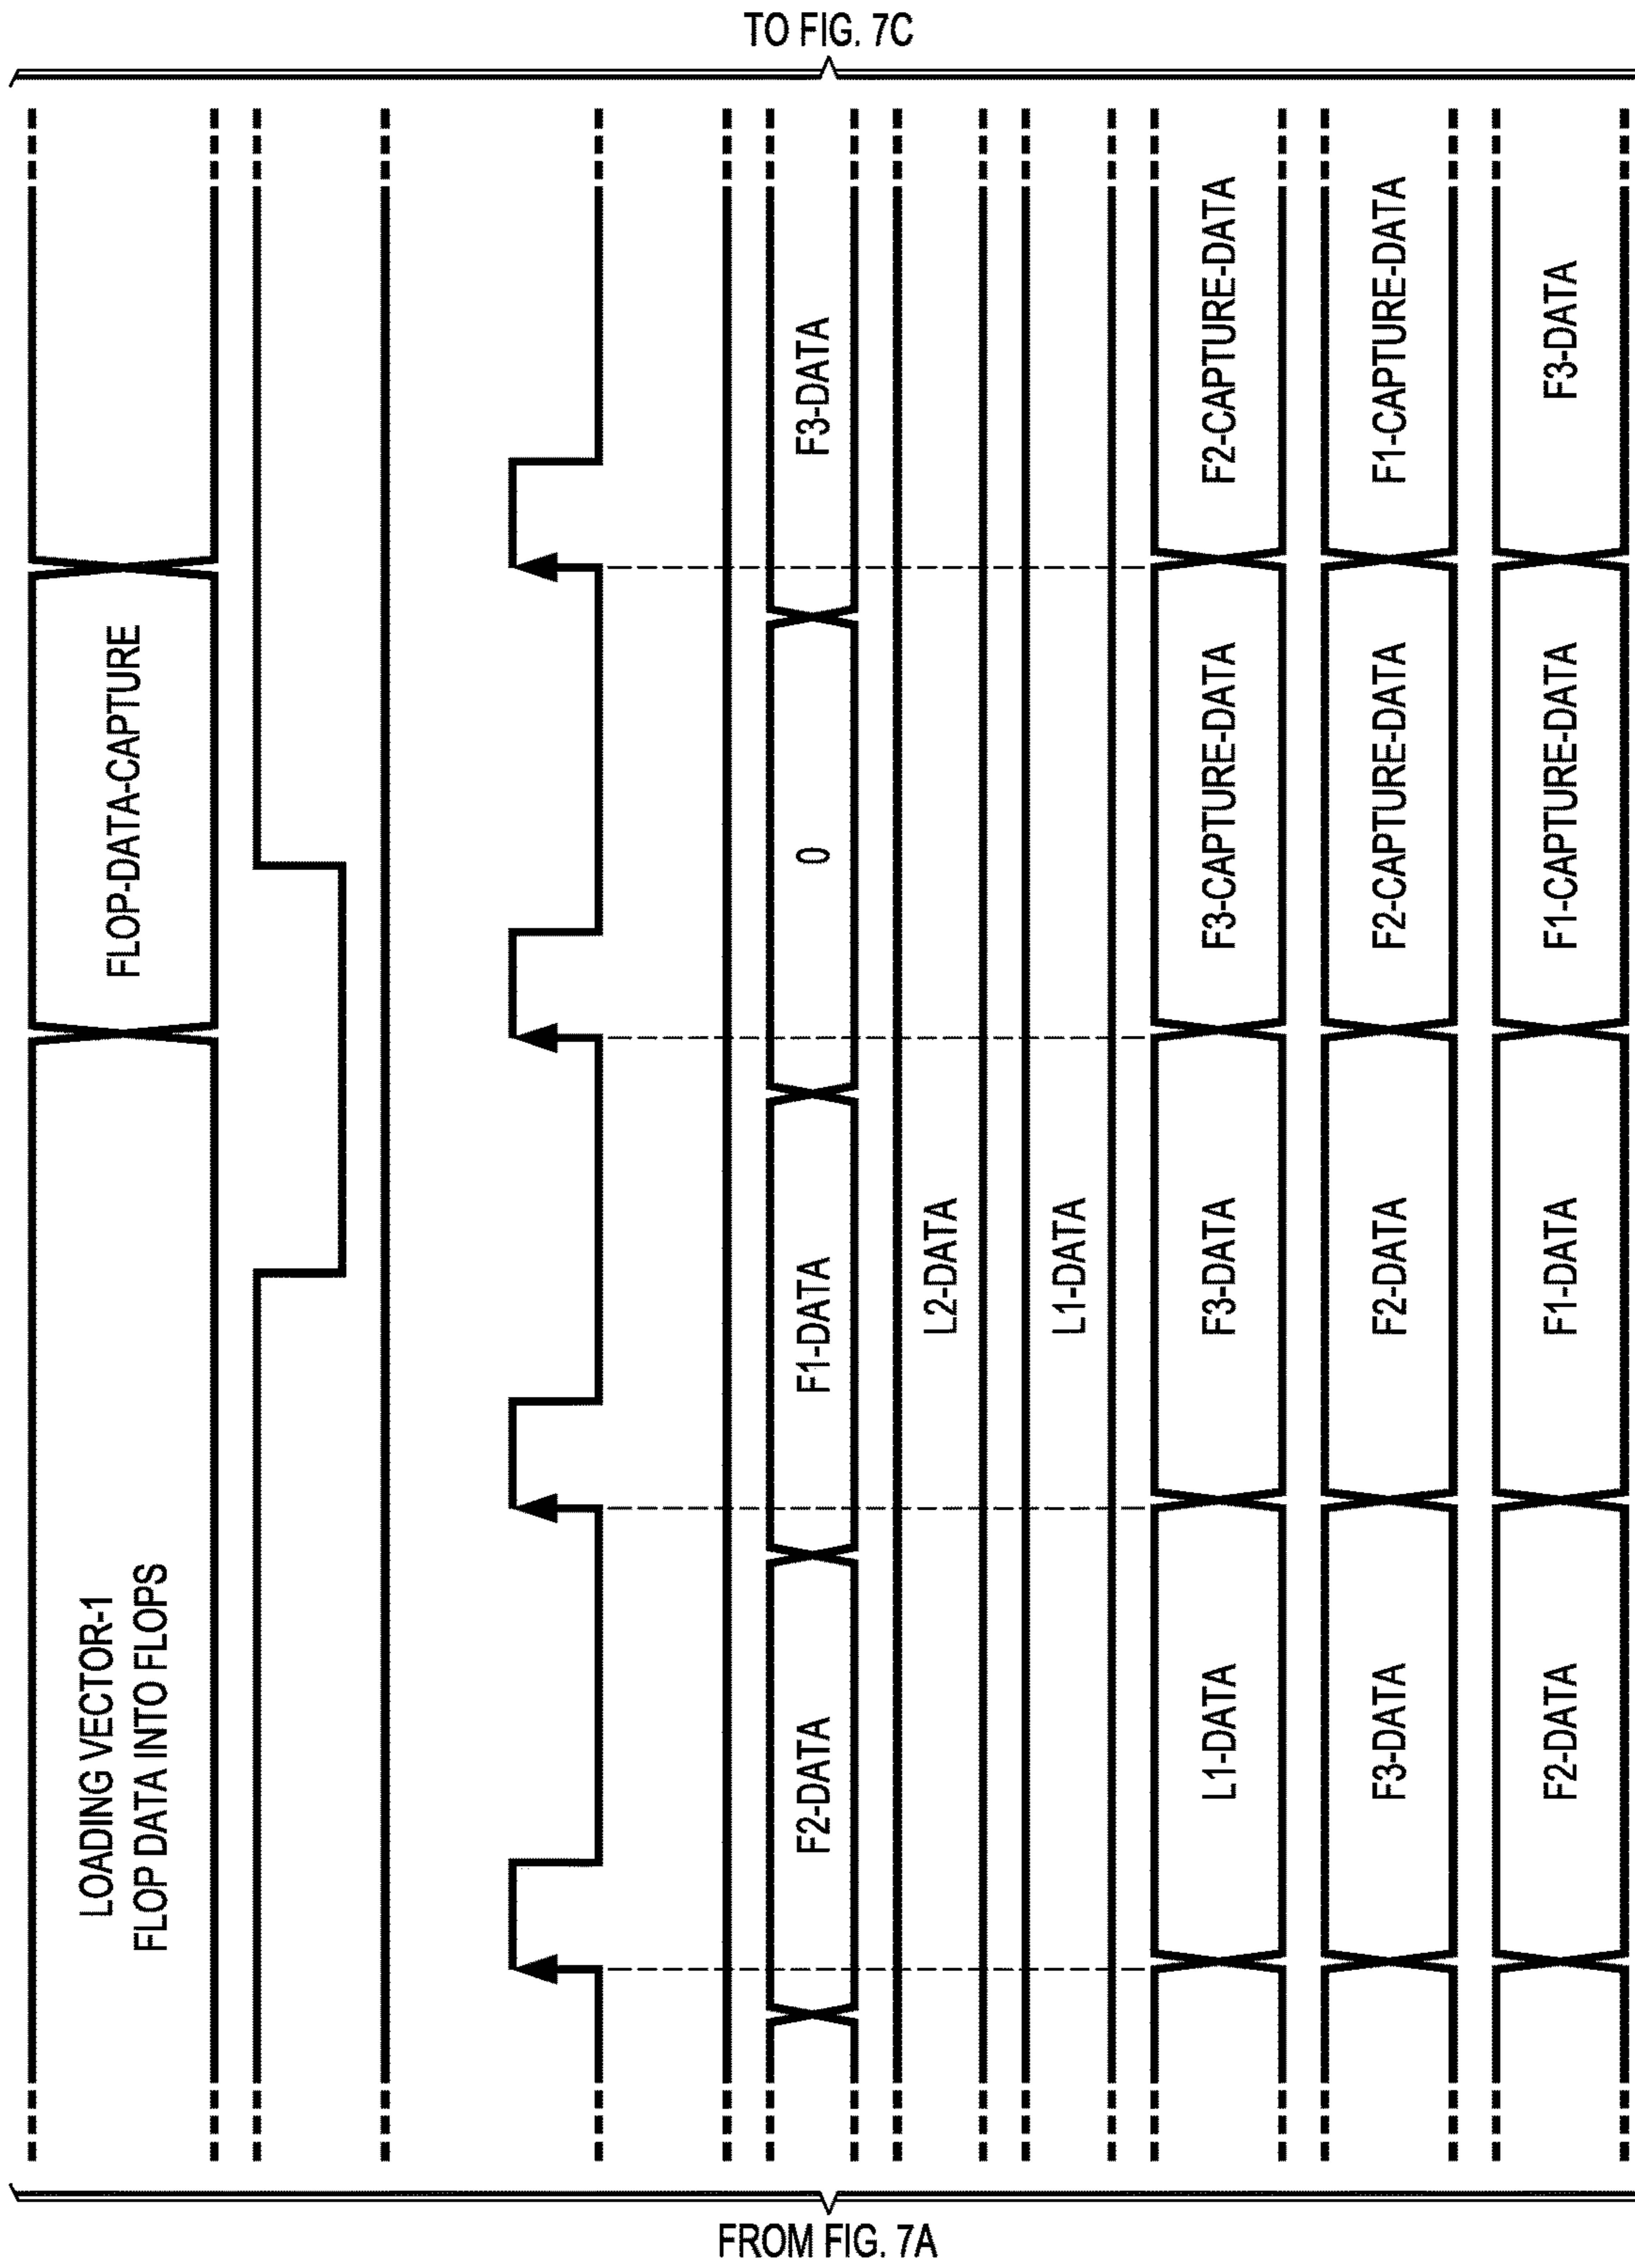 TO FIG. 7C
LOADING VECTOR-1
FLOP DATA INTO FLOPS
FLOP-DATA-CAPTURE
F2-DATA
F1-DATA
0
F3-DATA
L2-DATA
L1-DATA
L1-DATA
F3-DATA
F3-CAPTURE-DATA
F2-CAPTURE-DATA
F3-DATA
F2-DATA
F2-CAPTURE-DATA
F1-CAPTURE-DATA
F2-DATA
F1-DATA
F1-CAPTURE-DATA
F3-DATA
FROM FIG. 7A